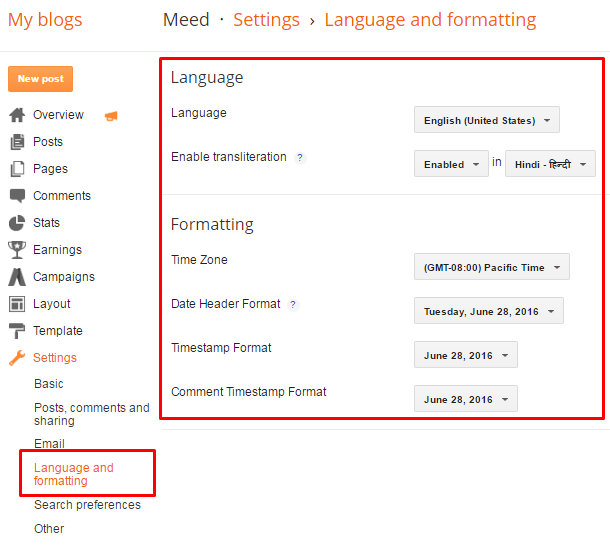 My blogs
Meed · Settings › Language and formatting
New post
Overview
Posts
Pages
Comments
Stats
Earnings
Campaigns
Layout
Template
Settings
Basic
Posts, comments and
sharing
Email
Language and
formatting
Search preferences
Other
Language
Language English (United States)
Enable transliteration ? Enabled in Hindi - हिन्दी
Formatting
Time Zone (GMT-08:00) Pacific Time
Date Header Format ? Tuesday, June 28, 2016
Timestamp Format June 28, 2016
Comment Timestamp Format June 28, 2016